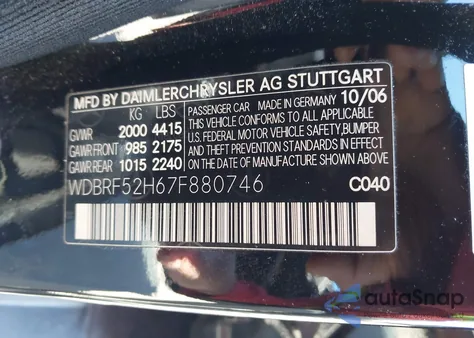 MFD BY DAIMLERCHRYSLER AG STUTTGART
KG LBS
GVWR 2000 4415
GAWR FRONT 985 2175
GAWR REAR 1015 2240
PASSENGER CAR MADE IN GERMANY 10/06
THIS VEHICLE CONFORMS TO ALL APPLICABLE
U.S. FEDERAL MOTOR VEHICLE SAFETY, BUMPER
AND THEFT PREVENTION STANDARDS IN EFFECT
ON THE DATE OF MANUFACTURE SHOWN ABOVE.
WDBRF52H67F880746 C040
autoSnap